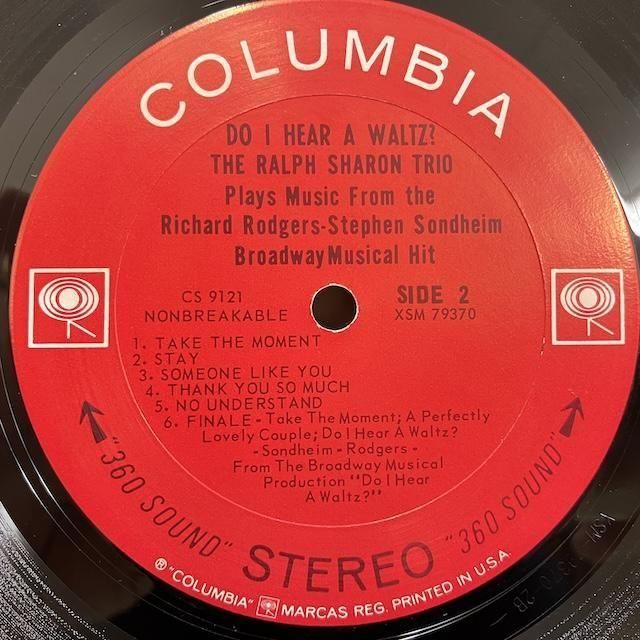 COLUMBIA
DO I HEAR A WALTZ?
THE RALPH SHARON TRIO
Plays Music From the
Richard Rodgers-Stephen Sondheim
Broadway Musical Hit
CS 9121
NONBREAKABLE
SIDE 2
XSM 79370
1. TAKE THE MOMENT
2. STAY
3. SOMEONE LIKE YOU
4. THANK YOU SO MUCH
5. NO UNDERSTAND
6. FINALE - Take The Moment; A Perfectly
Lovely Couple; Do I Hear A Waltz?
- Sondheim - Rodgers -
From The Broadway Musical
Production "Do I Hear
A Waltz?"
"360 SOUND" STEREO "360 SOUND"
® "COLUMBIA" MARCAS REG. PRINTED IN U.S.A.